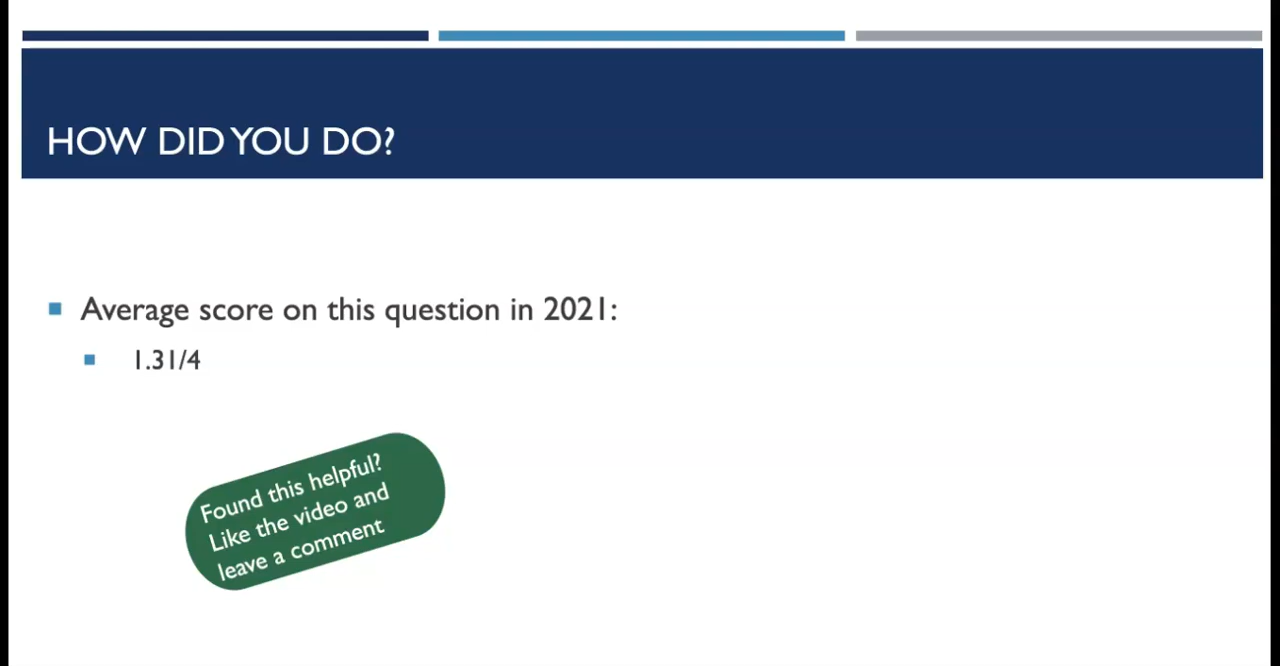 HOW DID YOU DO?
Average score on this question in 2021:
1.31/4
Found this helpful?
Like the video and
leave a comment